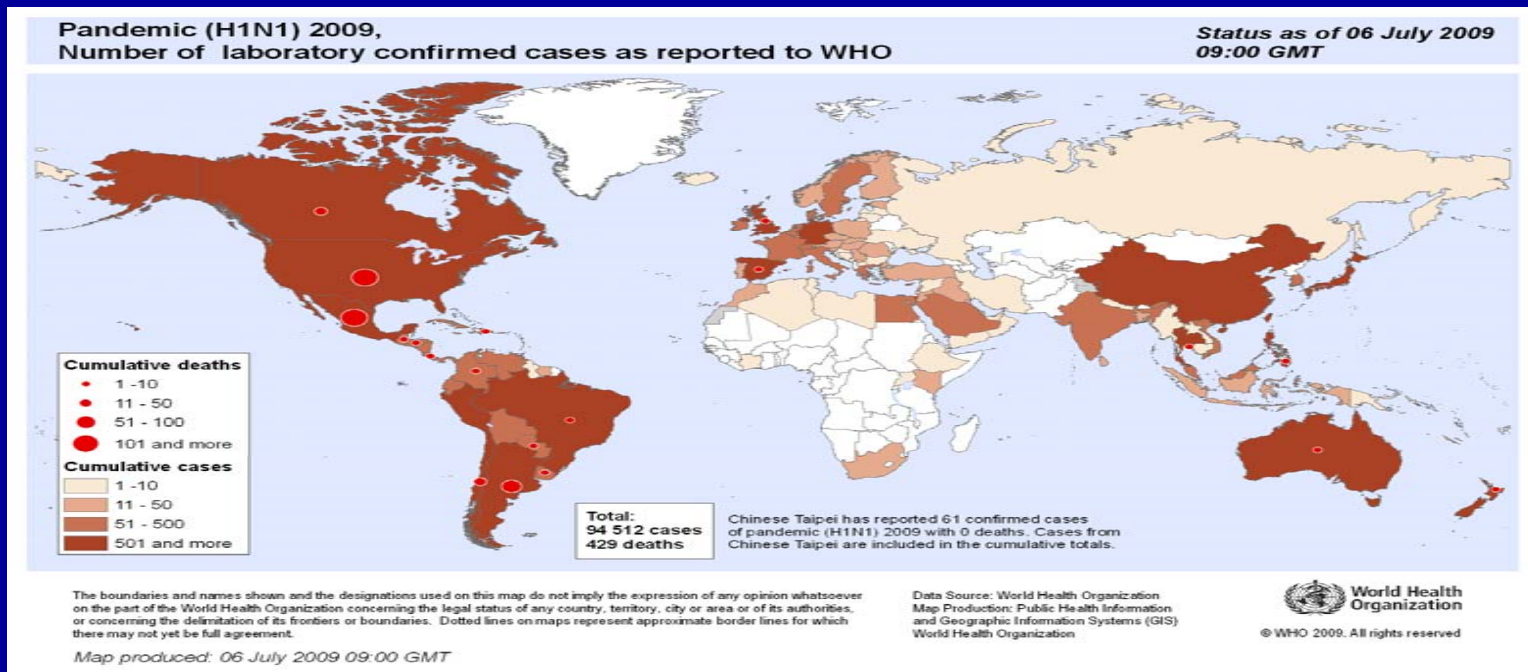 Pandemic (H1N1) 2009,
Number of laboratory confirmed cases as reported to WHO
Status as of 06 July 2009
09:00 GMT
Cumulative deaths
1 -10
11 - 50
51 - 100
101 and more
Cumulative cases
1 -10
11 - 50
51 - 500
501 and more
Total:
94 512 cases
429 deaths
Chinese Taipei has reported 61 confirmed cases
of pandemic (H1N1) 2009 with 0 deaths. Cases from
Chinese Taipei are included in the cumulative totals.
The boundaries and names shown and the designations used on this map do not imply the expression of any opinion whatsoever
on the part of the World Health Organization concerning the legal status of any country, territory, city or area or of its authorities,
or concerning the delimitation of its frontiers or boundaries. Dotted lines on maps represent approximate border lines for which
there may not yet be full agreement.
Data Source: World Health Organization
Map Production: Public Health Information
and Geographic Information Systems (GIS)
World Health Organization
World Health
Organization
© WHO 2009. All rights reserved
Map produced: 06 July 2009 09:00 GMT